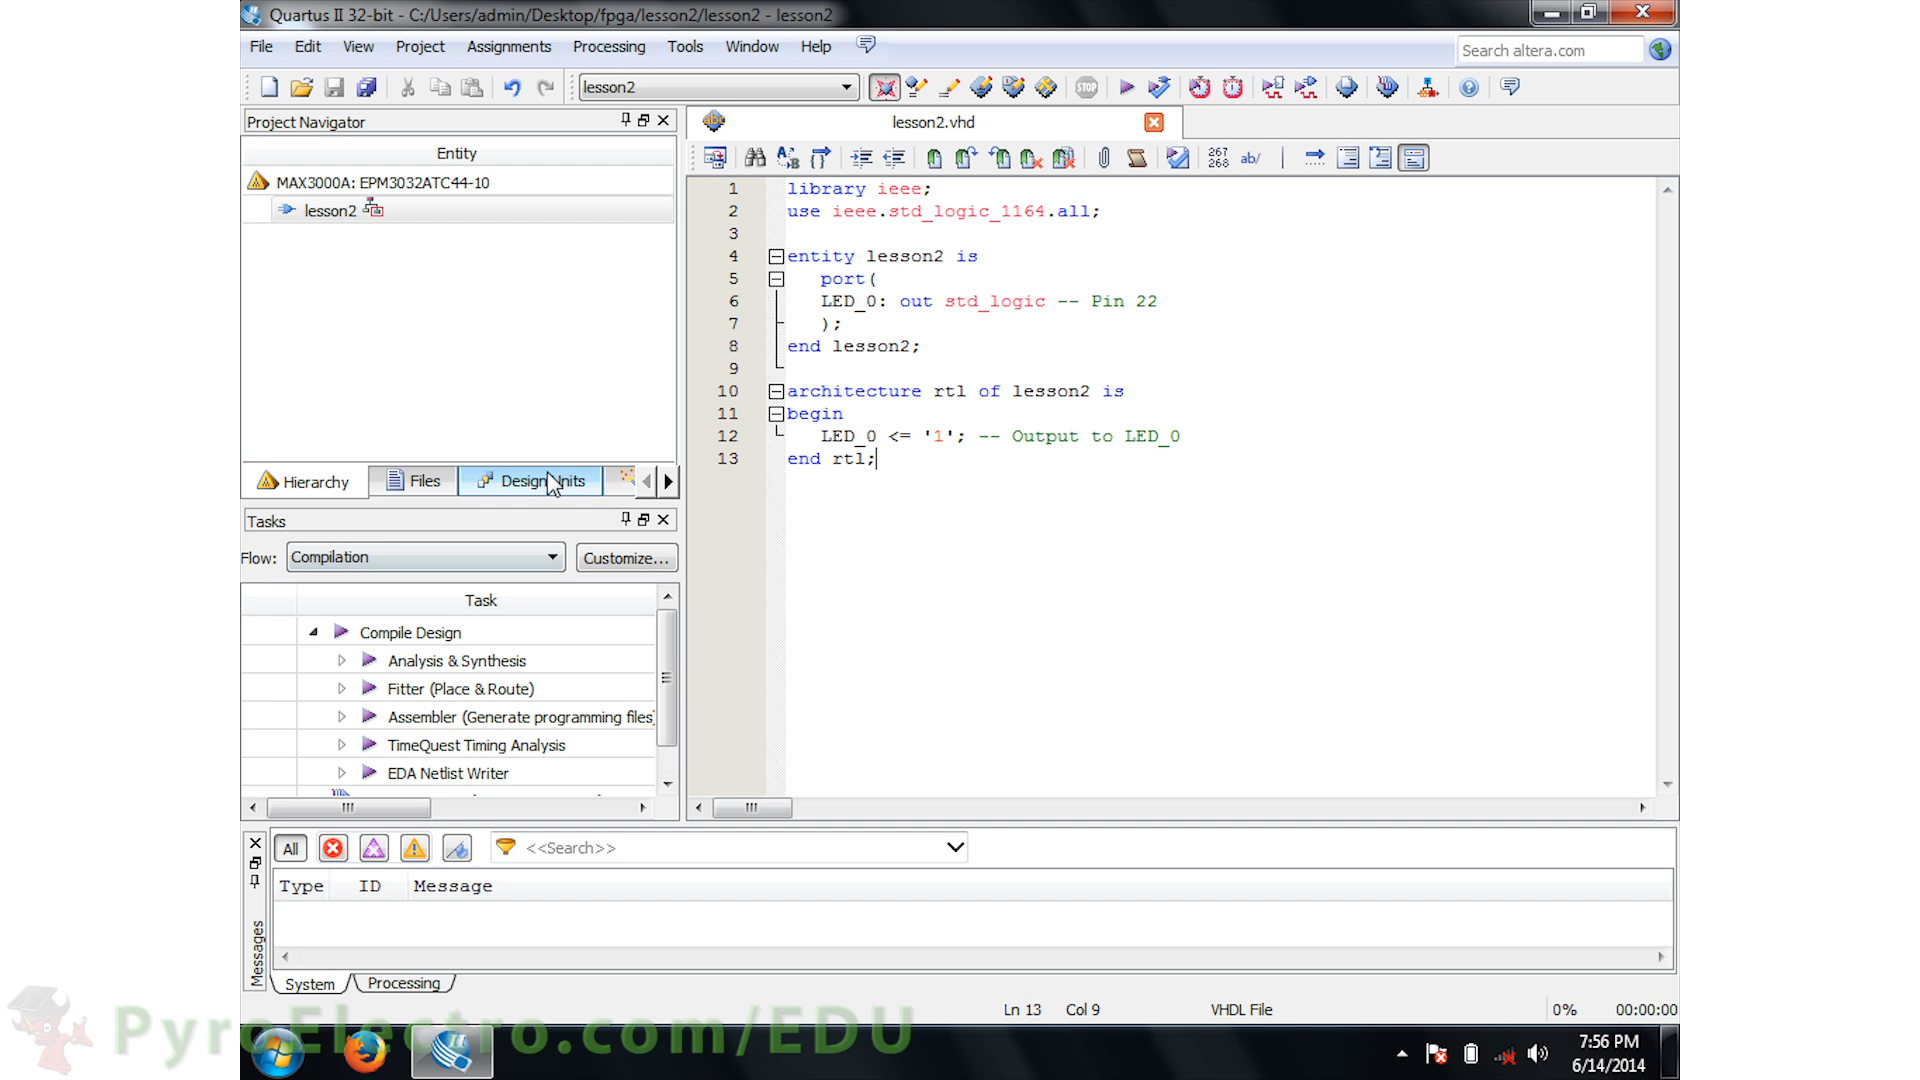 Quartus II 32-bit - C:/Users/admin/Desktop/fpga/lesson2/lesson2 - lesson2
File Edit View Project Assignments Processing Tools Window Help
Search altera.com
lesson2
STOP
Project Navigator
lesson2.vhd
Entity
267
268
ab/
MAX3000A: EPM3032ATC44-10
lesson2
1 library ieee;
2 use ieee.std_logic_1164.all;
3
4 entity lesson2 is
5 port(
6 LED_0: out std_logic -- Pin 22
7 );
8 end lesson2;
9
10 architecture rtl of lesson2 is
11 begin
12 LED_0 <= '1'; -- Output to LED_0
13 end rtl;
Hierarchy Files
Tasks
Flow: Compilation Customize...
Task
Compile Design
Analysis & Synthesis
Fitter (Place & Route)
Assembler (Generate programming files)
TimeQuest Timing Analysis
EDA Netlist Writer
All <<Search>>
Type ID Message
Messages
System Processing
Ln 13 Col 9 VHDL File 0% 00:00:00
PyroElectro.com/EDU
7:56 PM
6/14/2014